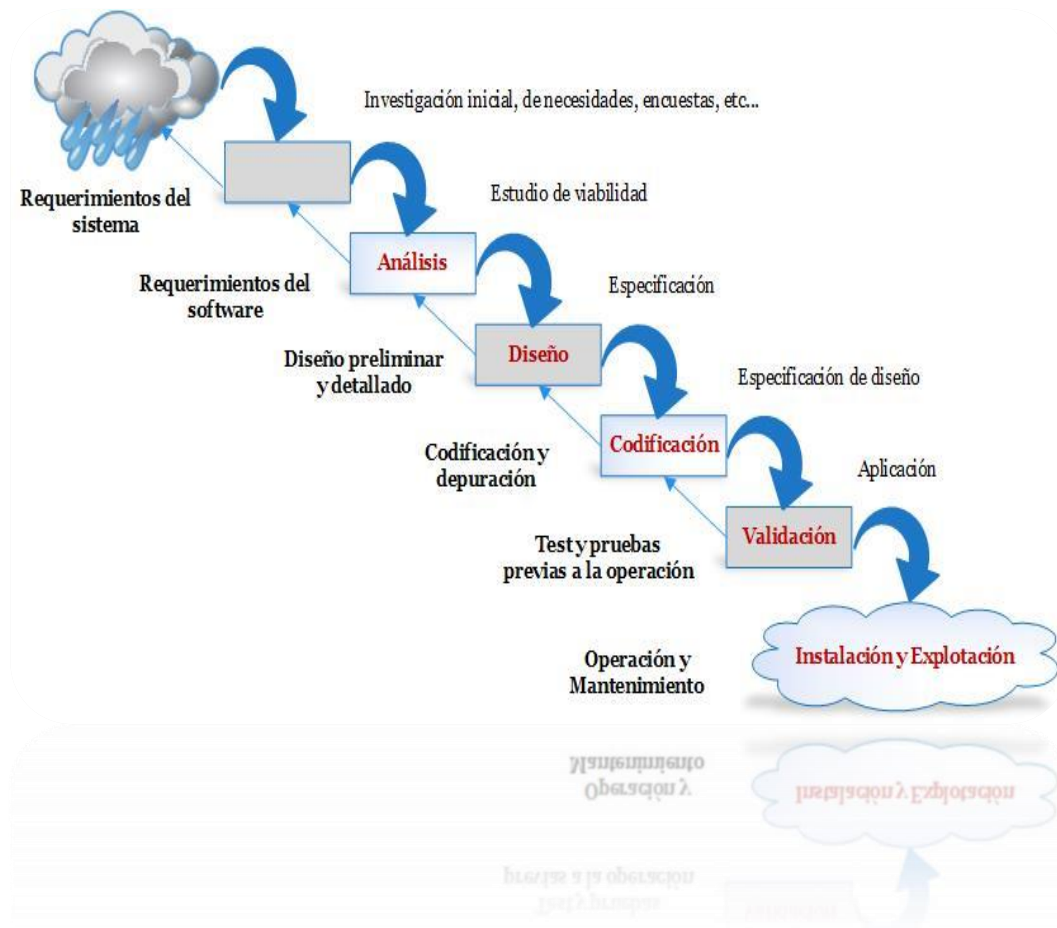 Investigación inicial, de necesidades, encuestas, etc...
Requerimientos del
sistema
Estudio de viabilidad
Análisis
Requerimientos del
software
Especificación
Diseño
Diseño preliminar
y detallado
Especificación de diseño
Codificación
Codificación y
depuración
Aplicación
Validación
Test y pruebas
previas a la operación
Instalación y Explotación
Operación y
Mantenimiento